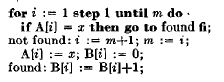 for i := 1 step 1 until m do
if A[i] = x then go to found fi;
not found: i := m+1; m := i;
A[i] := x; B[i] := 0;
found: B[i] := B[i]+1;